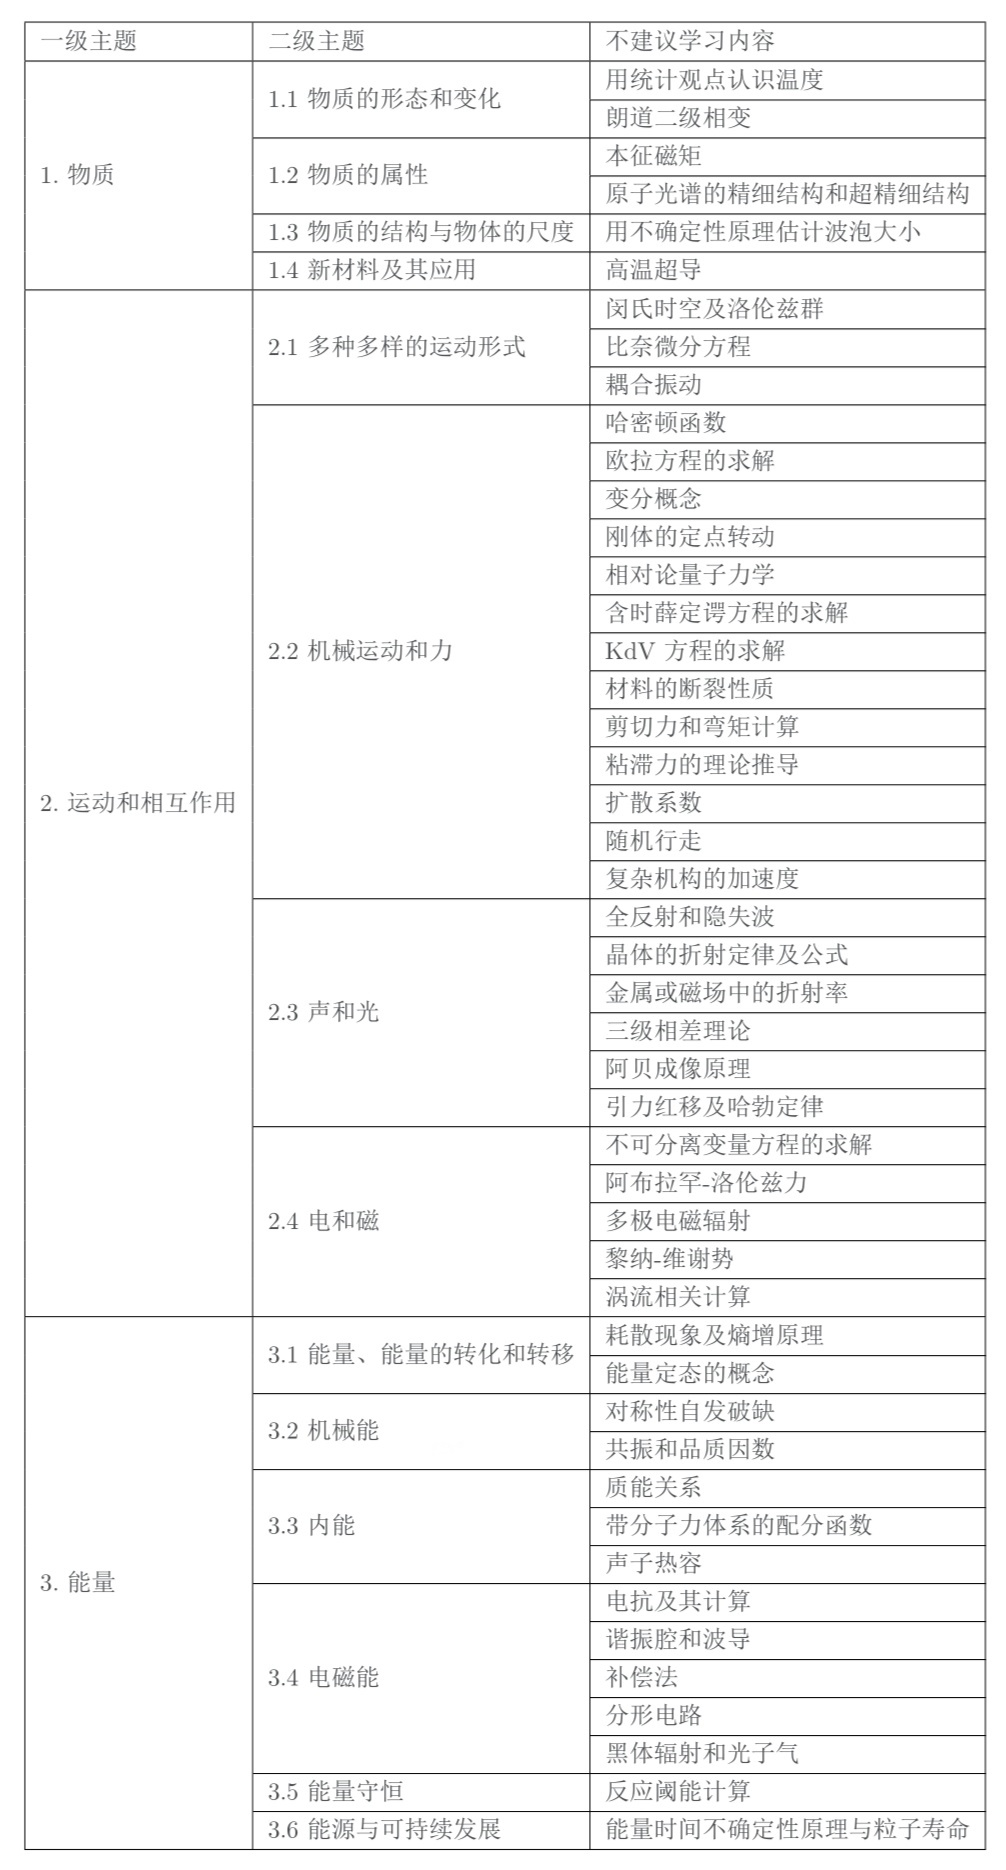 一级主题 二级主题 不建议学习内容
用统计观点认识温度
1.1 物质的形态和变化
朗道二级相变
本征磁矩
1. 物质 1.2 物质的属性
原子光谱的精细结构和超精细结构
1.3 物质的结构与物体的尺度 用不确定性原理估计波泡大小
1.4 新材料及其应用 高温超导
闵氏时空及洛伦兹群
2.1 多种多样的运动形式 比奈微分方程
耦合振动
哈密顿函数
欧拉方程的求解
变分概念
刚体的定点转动
相对论量子力学
含时薛定谔方程的求解
2.2 机械运动和力 KdV 方程的求解
材料的断裂性质
剪切力和弯矩计算
粘滞力的理论推导
2. 运动和相互作用 扩散系数
随机行走
复杂机构的加速度
全反射和隐失波
晶体的折射定律及公式
金属或磁场中的折射率
2.3 声和光
三级相差理论
阿贝成像原理
引力红移及哈勃定律
不可分离变量方程的求解
阿布拉罕-洛伦兹力
2.4 电和磁 多极电磁辐射
黎纳-维谢势
涡流相关计算
耗散现象及熵增原理
3.1 能量、能量的转化和转移
能量定态的概念
对称性自发破缺
3.2 机械能
共振和品质因数
质能关系
3.3 内能 带分子力体系的配分函数
声子热容
3. 能量
电抗及其计算
谐振腔和波导
3.4 电磁能 补偿法
分形电路
黑体辐射和光子气
3.5 能量守恒 反应阈能计算
3.6 能源与可持续发展 能量时间不确定性原理与粒子寿命